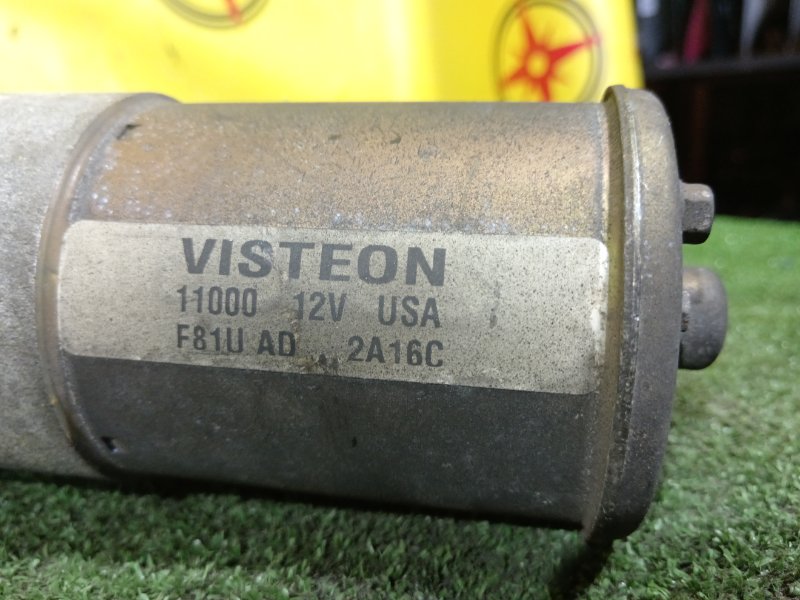 VISTEON
11000 12V USA
F81U AD 2A16C